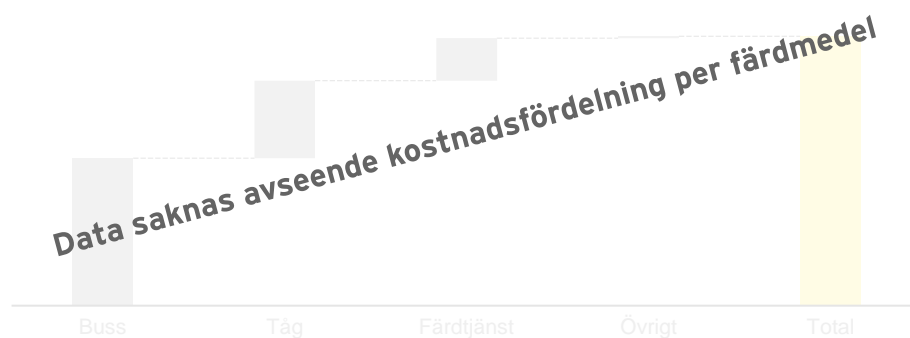 Data saknas avseende kostnadsfördelning per färdmedel
Buss Tåg Färdtjänst Övrigt Total